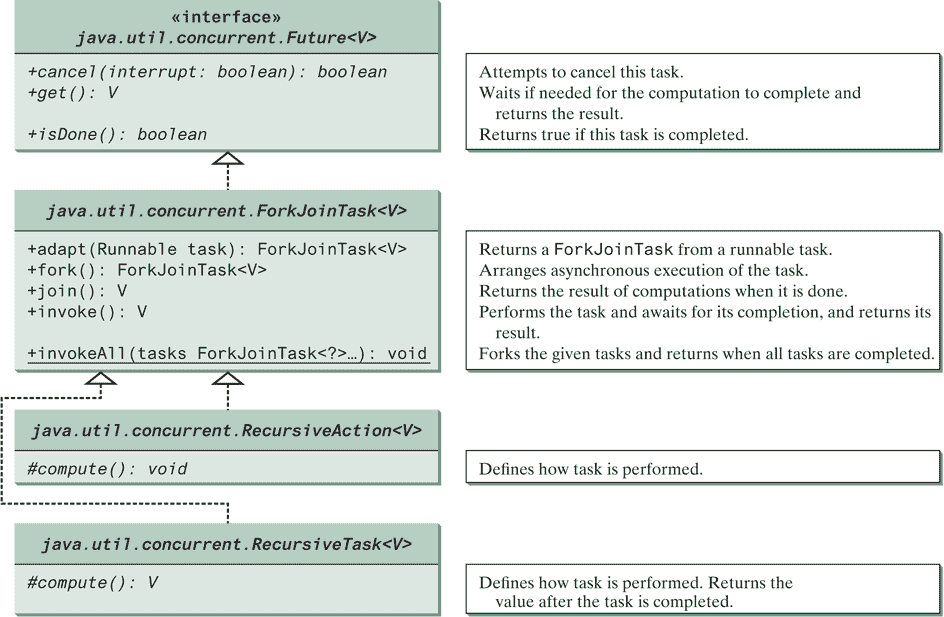 «interface»
java.util.concurrent.Future<V>
+cancel(interrupt: boolean): boolean
+get(): V
+isDone(): boolean
Attempts to cancel this task.
Waits if needed for the computation to complete and
returns the result.
Returns true if this task is completed.
java.util.concurrent.ForkJoinTask<V>
+adapt(Runnable task): ForkJoinTask<V>
+fork(): ForkJoinTask<V>
+join(): V
+invoke(): V
+invokeAll(tasks ForkJoinTask<?>…): void
Returns a ForkJoinTask from a runnable task.
Arranges asynchronous execution of the task.
Returns the result of computations when it is done.
Performs the task and awaits for its completion, and returns its
result.
Forks the given tasks and returns when all tasks are completed.
java.util.concurrent.RecursiveAction<V>
#compute(): void
Defines how task is performed.
java.util.concurrent.RecursiveTask<V>
#compute(): V
Defines how task is performed. Returns the
value after the task is completed.